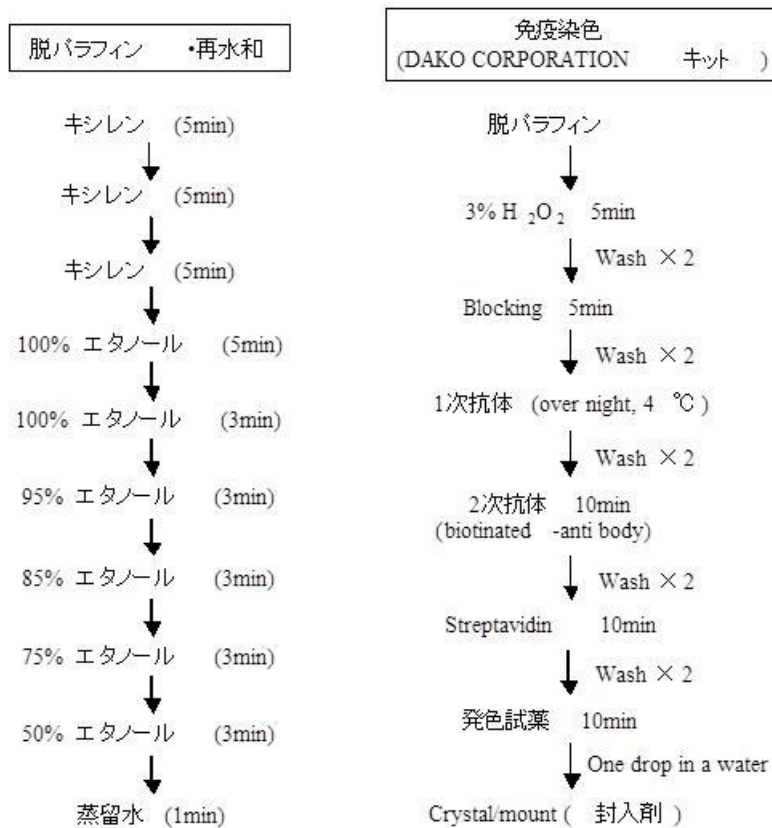 脱パラフィン ・再水和
キシレン (5min)
キシレン (5min)
キシレン (5min)
100% エタノール (5min)
100% エタノール (3min)
95% エタノール (3min)
85% エタノール (3min)
75% エタノール (3min)
50% エタノール (3min)
蒸留水 (1min)
免疫染色
(DAKO CORPORATION キット )
脱パラフィン
3% H 2O2 5min
Wash ×2
Blocking 5min
Wash ×2
1次抗体 (over night, 4 ℃)
Wash ×2
2次抗体 10min
(biotinated -anti body)
Wash ×2
Streptavidin 10min
Wash ×2
発色試薬 10min
One drop in a water
Crystal/mount ( 封入剤 )